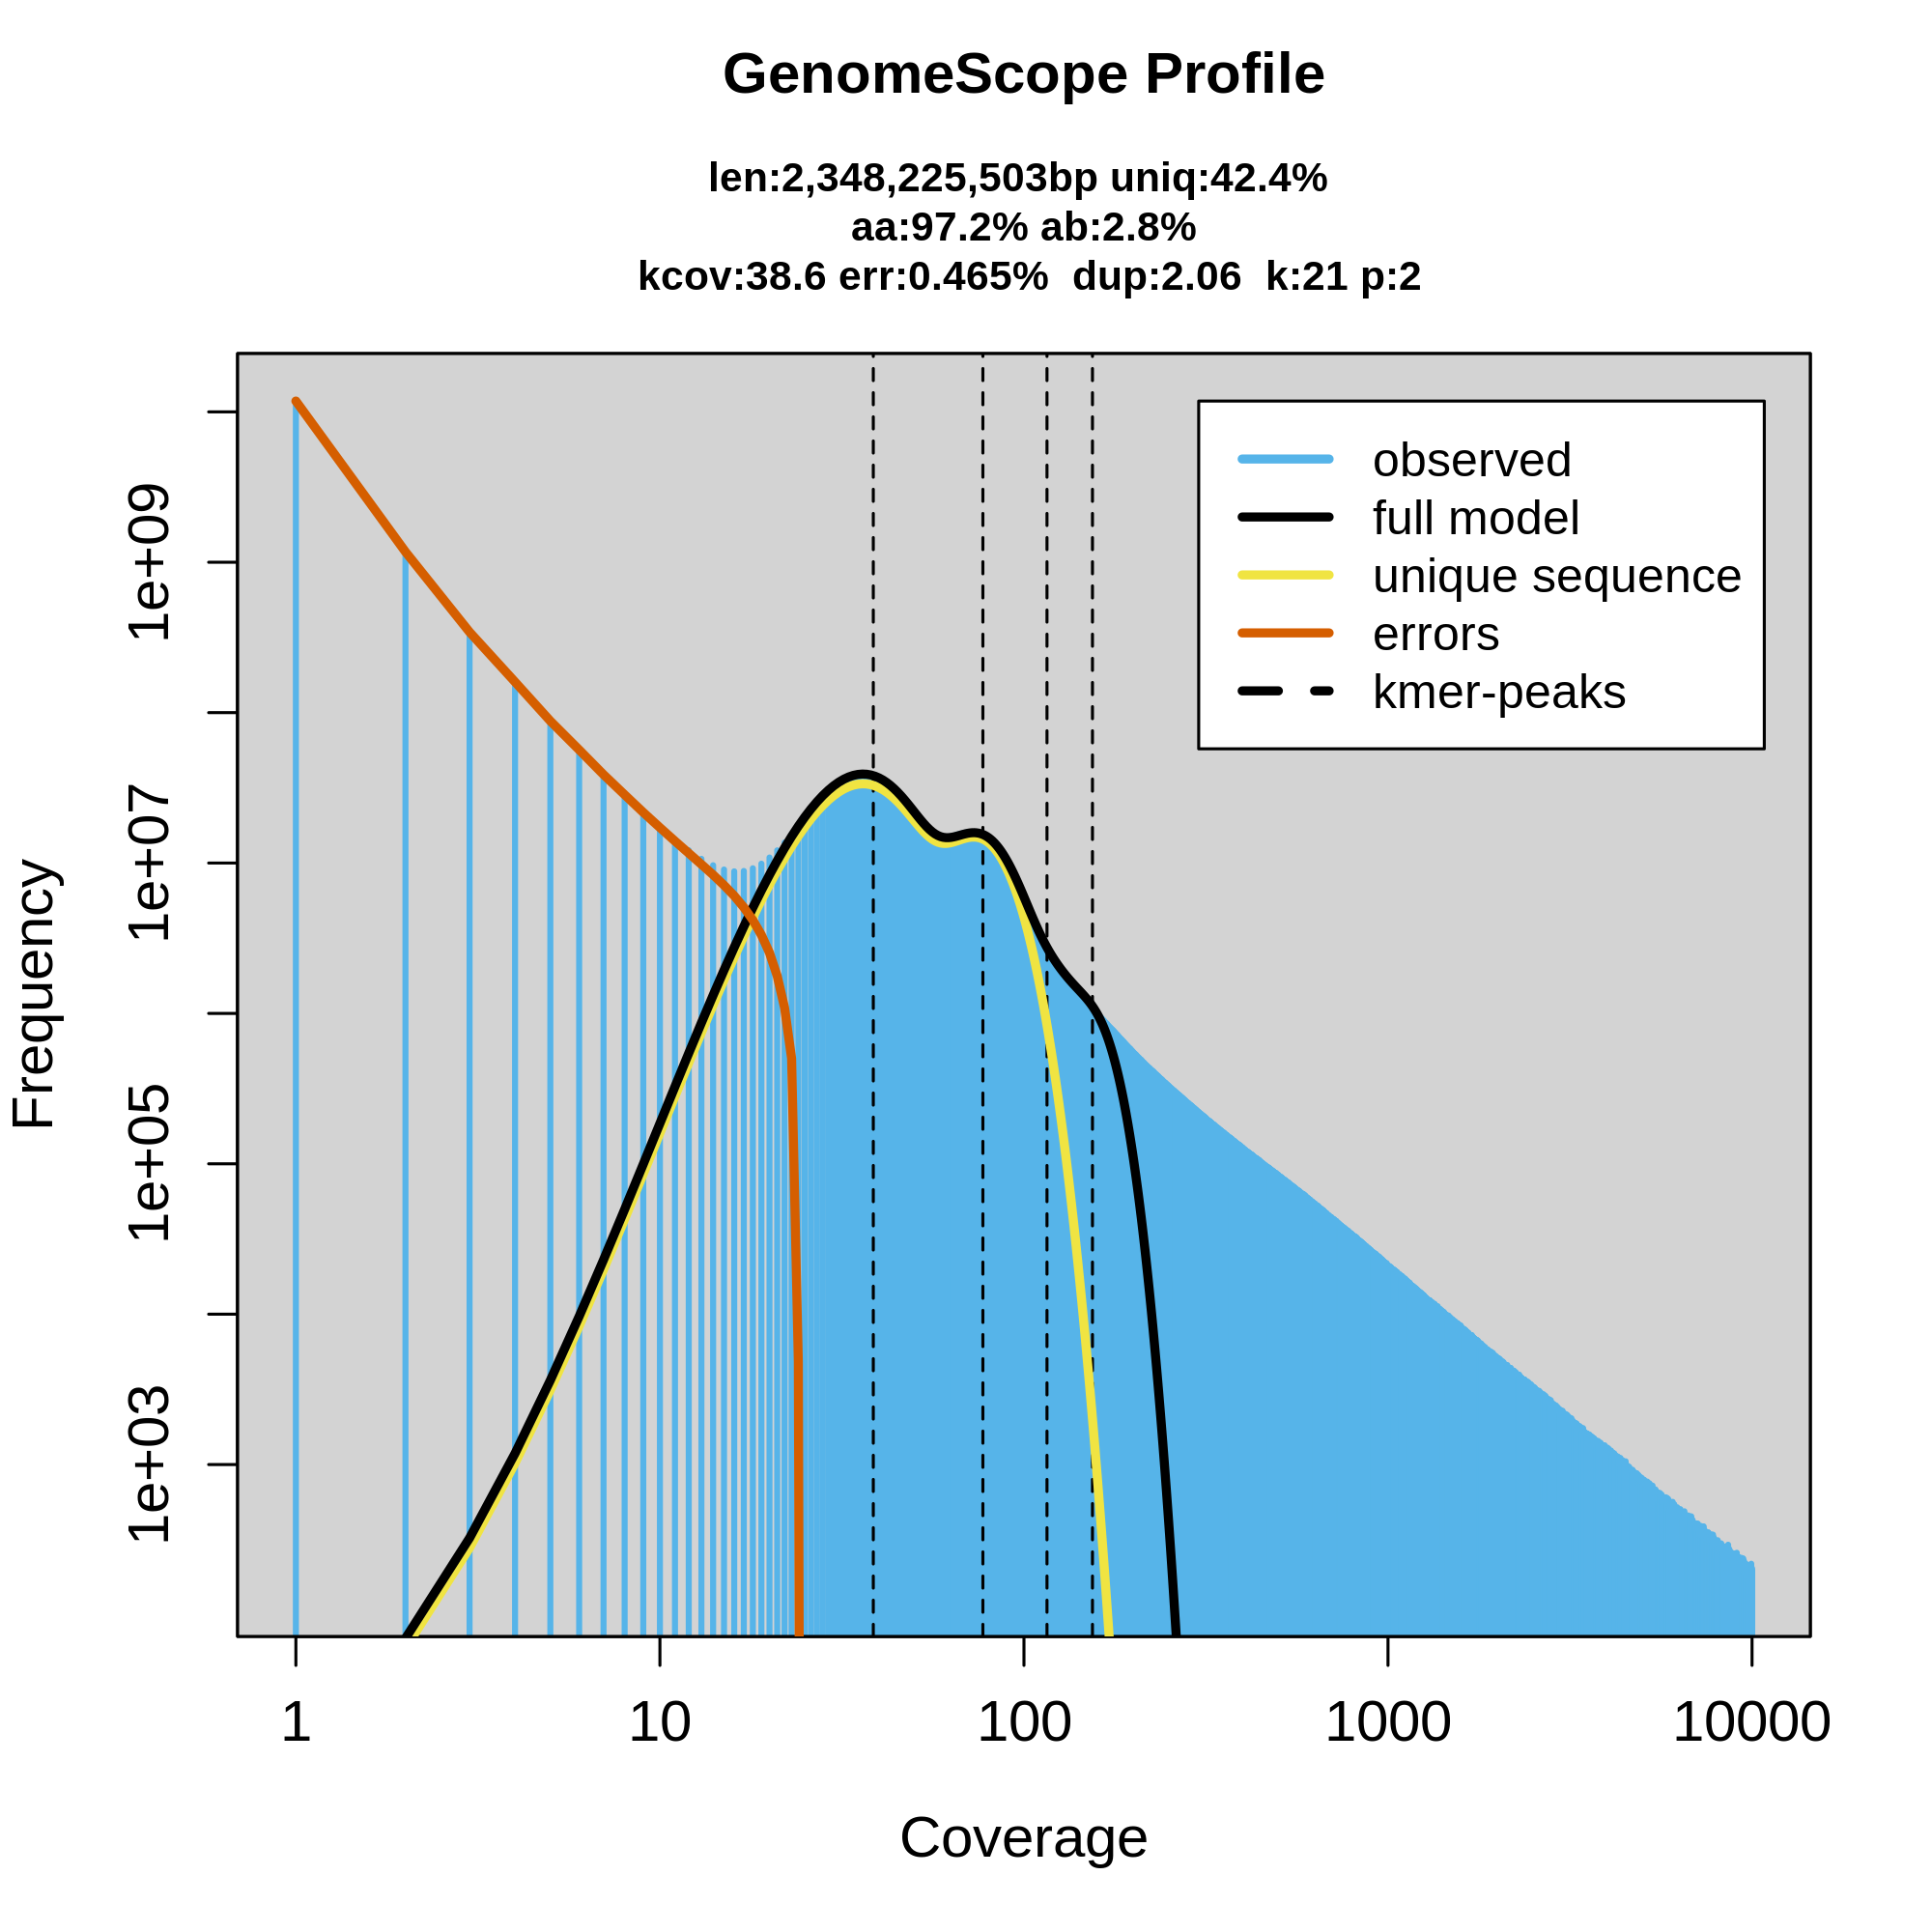 GenomeScope Profile
len:2,348,225,503bp uniq:42.4%
aa:97.2% ab:2.8%
kcov:38.6 err:0.465% dup:2.06 k:21 p:2
observed
full model
unique sequence
errors
kmer-peaks
Frequency
1e+09
1e+07
1e+05
1e+03
1 10 100 1000 10000
Coverage